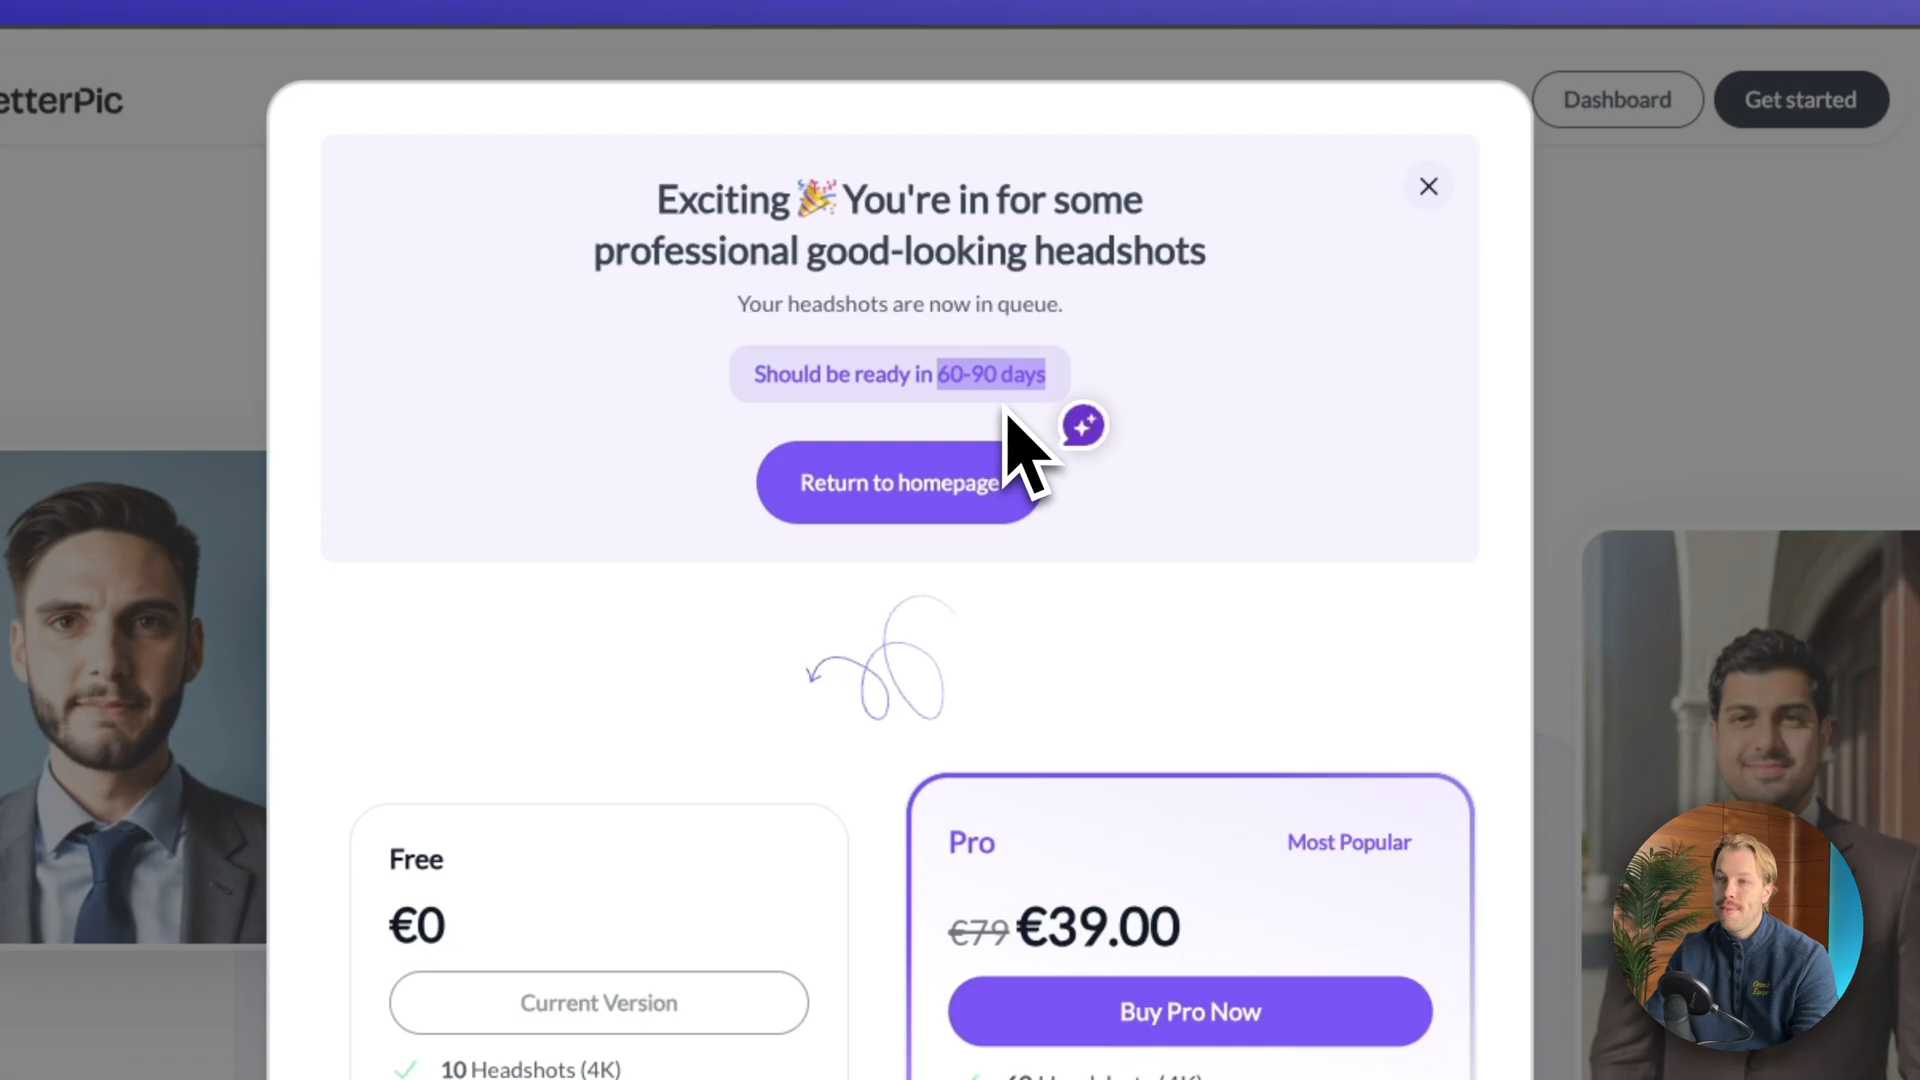 etterPic
Dashboard
Get started
Exciting 🎉 You're in for some
professional good-looking headshots
Your headshots are now in queue.
Should be ready in 60-90 days
Return to homepage
Free
€0
Current Version
10 Headshots (4K)
Pro
Most Popular
€79 €39.00
Buy Pro Now